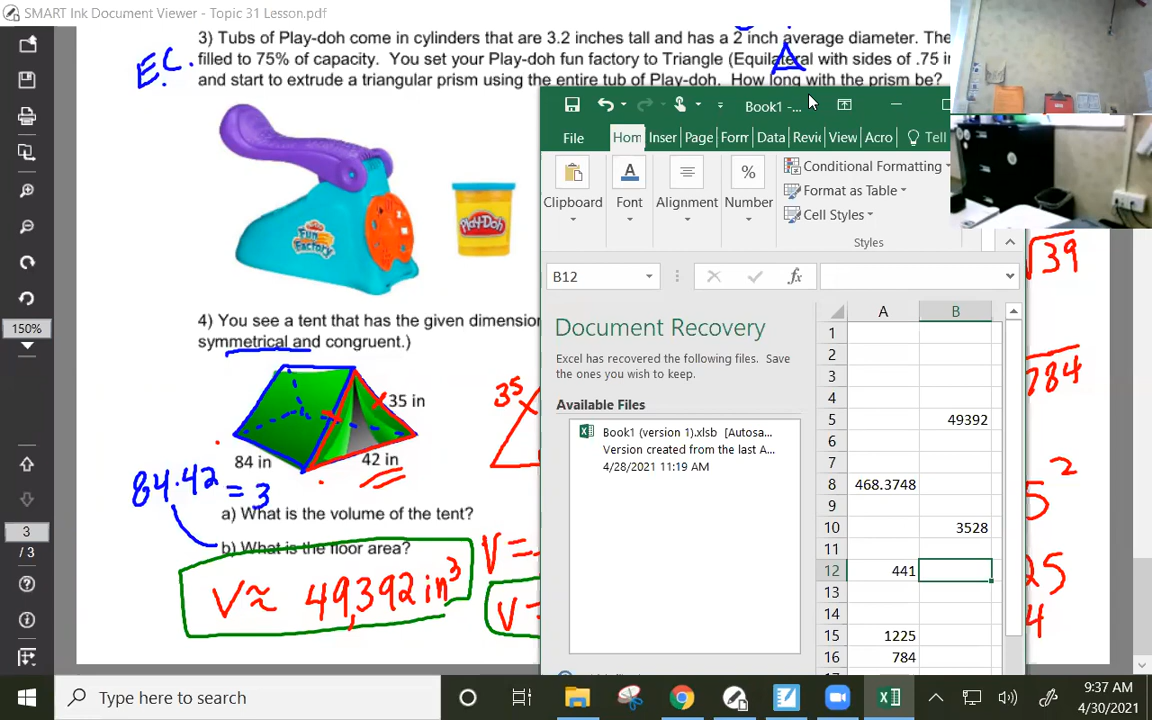 SMART Ink Document Viewer - Topic 31 Lesson.pdf
3) Tubs of Play-doh come in cylinders that are 3.2 inches tall and has a 2 inch average diameter. The
E.C.
filled to 75% of capacity. You set your Play-doh fun factory to Triangle (Equilateral with sides of .75 in
and start to extrude a triangular prism using the entire tub of Play-doh. How long with the prism be?
Fun
Factory
Play-Doh
4) You see a tent that has the given dimension
symmetrical and congruent.)
35 in
84 in
42 in
35
84.42
= 3
a) What is the volume of the tent?
b) What is the floor area?
V ≈ 49,392 in³
V =
V =
√39
784
5²
25
4
150%
3
/ 3
Book1 -...
File Hom Inser Page Form Data Revie View Acro Tell
Clipboard
Font
Alignment
%
Number
Conditional Formatting
Format as Table
Cell Styles
Styles
B12
fx
Document Recovery
Excel has recovered the following files. Save
the ones you wish to keep.
Available Files
Book1 (version 1).xlsb [Autosa...
Version created from the last A...
4/28/2021 11:19 AM
A B
1
2
3
4
5 49392
6
7
8 468.3748
9
10 3528
11
12 441
13
14
15 1225
16 784
Type here to search
9:37 AM
4/30/2021